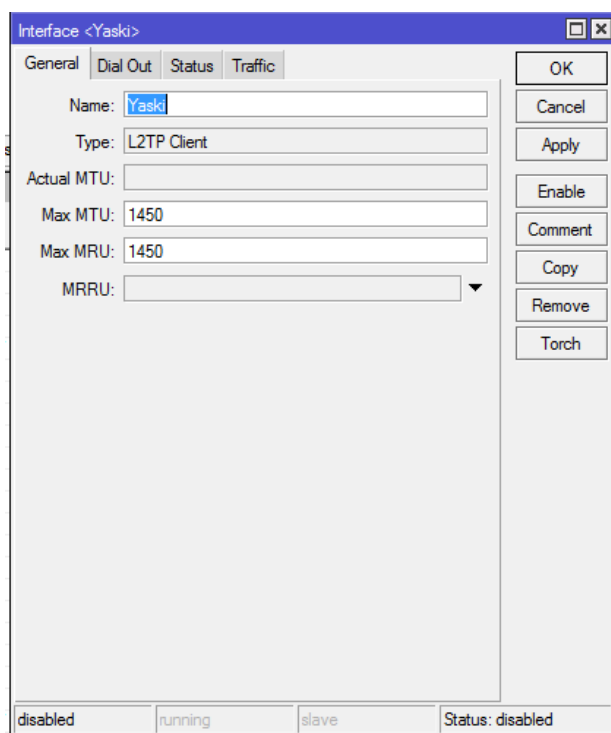 Interface <Yaski>
General Dial Out Status Traffic
Name: Yaski
Type: L2TP Client
Actual MTU:
Max MTU: 1450
Max MRU: 1450
MRRU:
OK
Cancel
Apply
Enable
Comment
Copy
Remove
Torch
disabled running slave Status: disabled